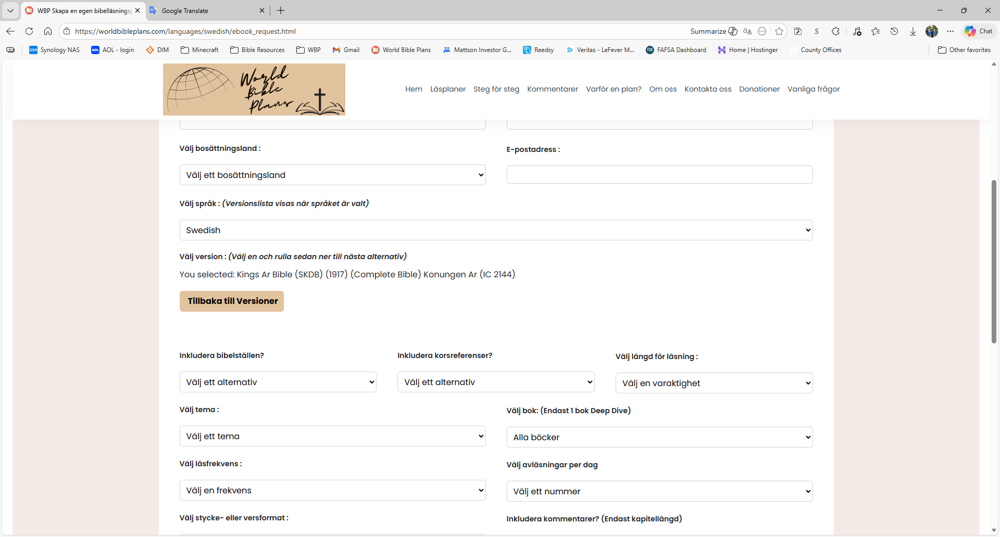 WBP Skapa en egen bibelläsningsp
Google Translate
https://worldbibleplans.com/languages/swedish/ebook_request.html
Summarize
Chat
DSM Synology NAS
AOL. AOL - login
DIM
Minecraft
Bible Resources
WBP
Gmail
World Bible Plans
Mattson Investor G...
Reedsy
Veritas - LeFever M...
FSA FAFSA Dashboard
Home | Hostinger
County Offices
Other favorites
World
Bible
Plans
Hem Läsplaner Steg för steg Kommentarer Varför en plan? Om oss Kontakta oss Donationer Vanliga frågor
Välj bosättningsland :
E-postadress :
Välj ett bosättningsland
Välj språk : (Versionslista visas när språket är valt)
Swedish
Välj version : (Välj en och rulla sedan ner till nästa alternativ)
You selected: Kings Ar Bible (SKDB) (1917) (Complete Bible) Konungen Ar (IC 2144)
Tillbaka till Versioner
Inkludera bibelställen?
Inkludera korsreferenser?
Välj längd för läsning :
Välj ett alternativ
Välj ett alternativ
Välj en varaktighet
Välj tema :
Välj bok: (Endast 1 bok Deep Dive)
Välj ett tema
Alla böcker
Välj läsfrekvens :
Välj avläsningar per dag
Välj en frekvens
Välj ett nummer
Välj stycke- eller versformat :
Inkludera kommentarer? (Endast kapitellängd)